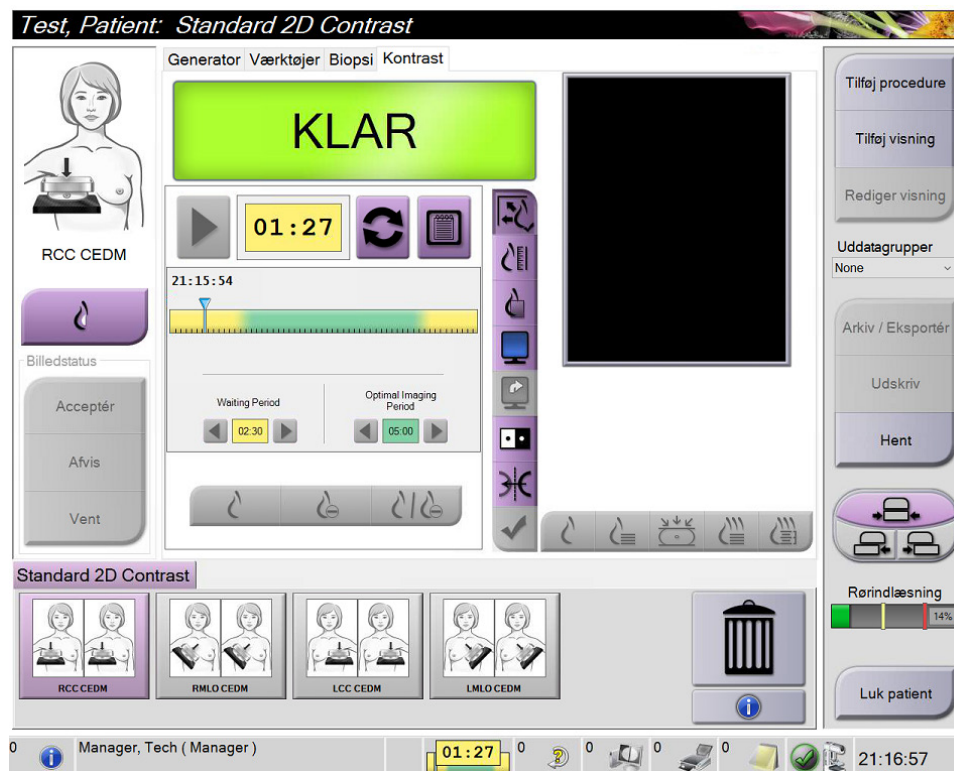 Test, Patient: Standard 2D Contrast
Generator Værktøjer Biopsi Kontrast
KLAR
RCC CEDM
Billedstatus
Acceptér
Afvis
Vent
01:27
21:15:54
Waiting Period
02:30
Optimal Imaging
Period
05:00
Tilføj procedure
Tilføj visning
Rediger visning
Uddatagrupper
None
Arkiv / Eksportér
Udskriv
Hent
Rørindlæsning
14%
Luk patient
Standard 2D Contrast
RCC CEDM
RMLO CEDM
LCC CEDM
LMLO CEDM
0
Manager, Tech ( Manager )
01:27
0
0
0
0
21:16:57